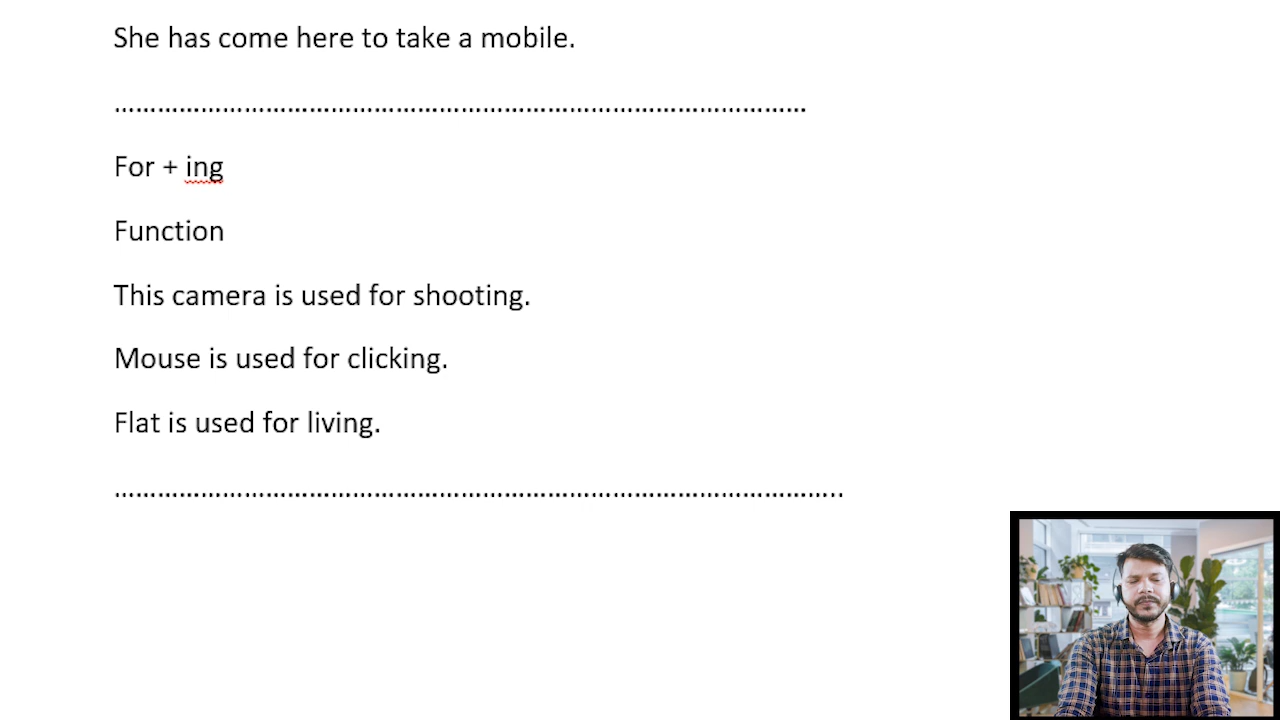 She has come here to take a mobile.
………………………………………………………………………………………
For + ing
Function
This camera is used for shooting.
Mouse is used for clicking.
Flat is used for living.
…………………………………………………………………………………………..